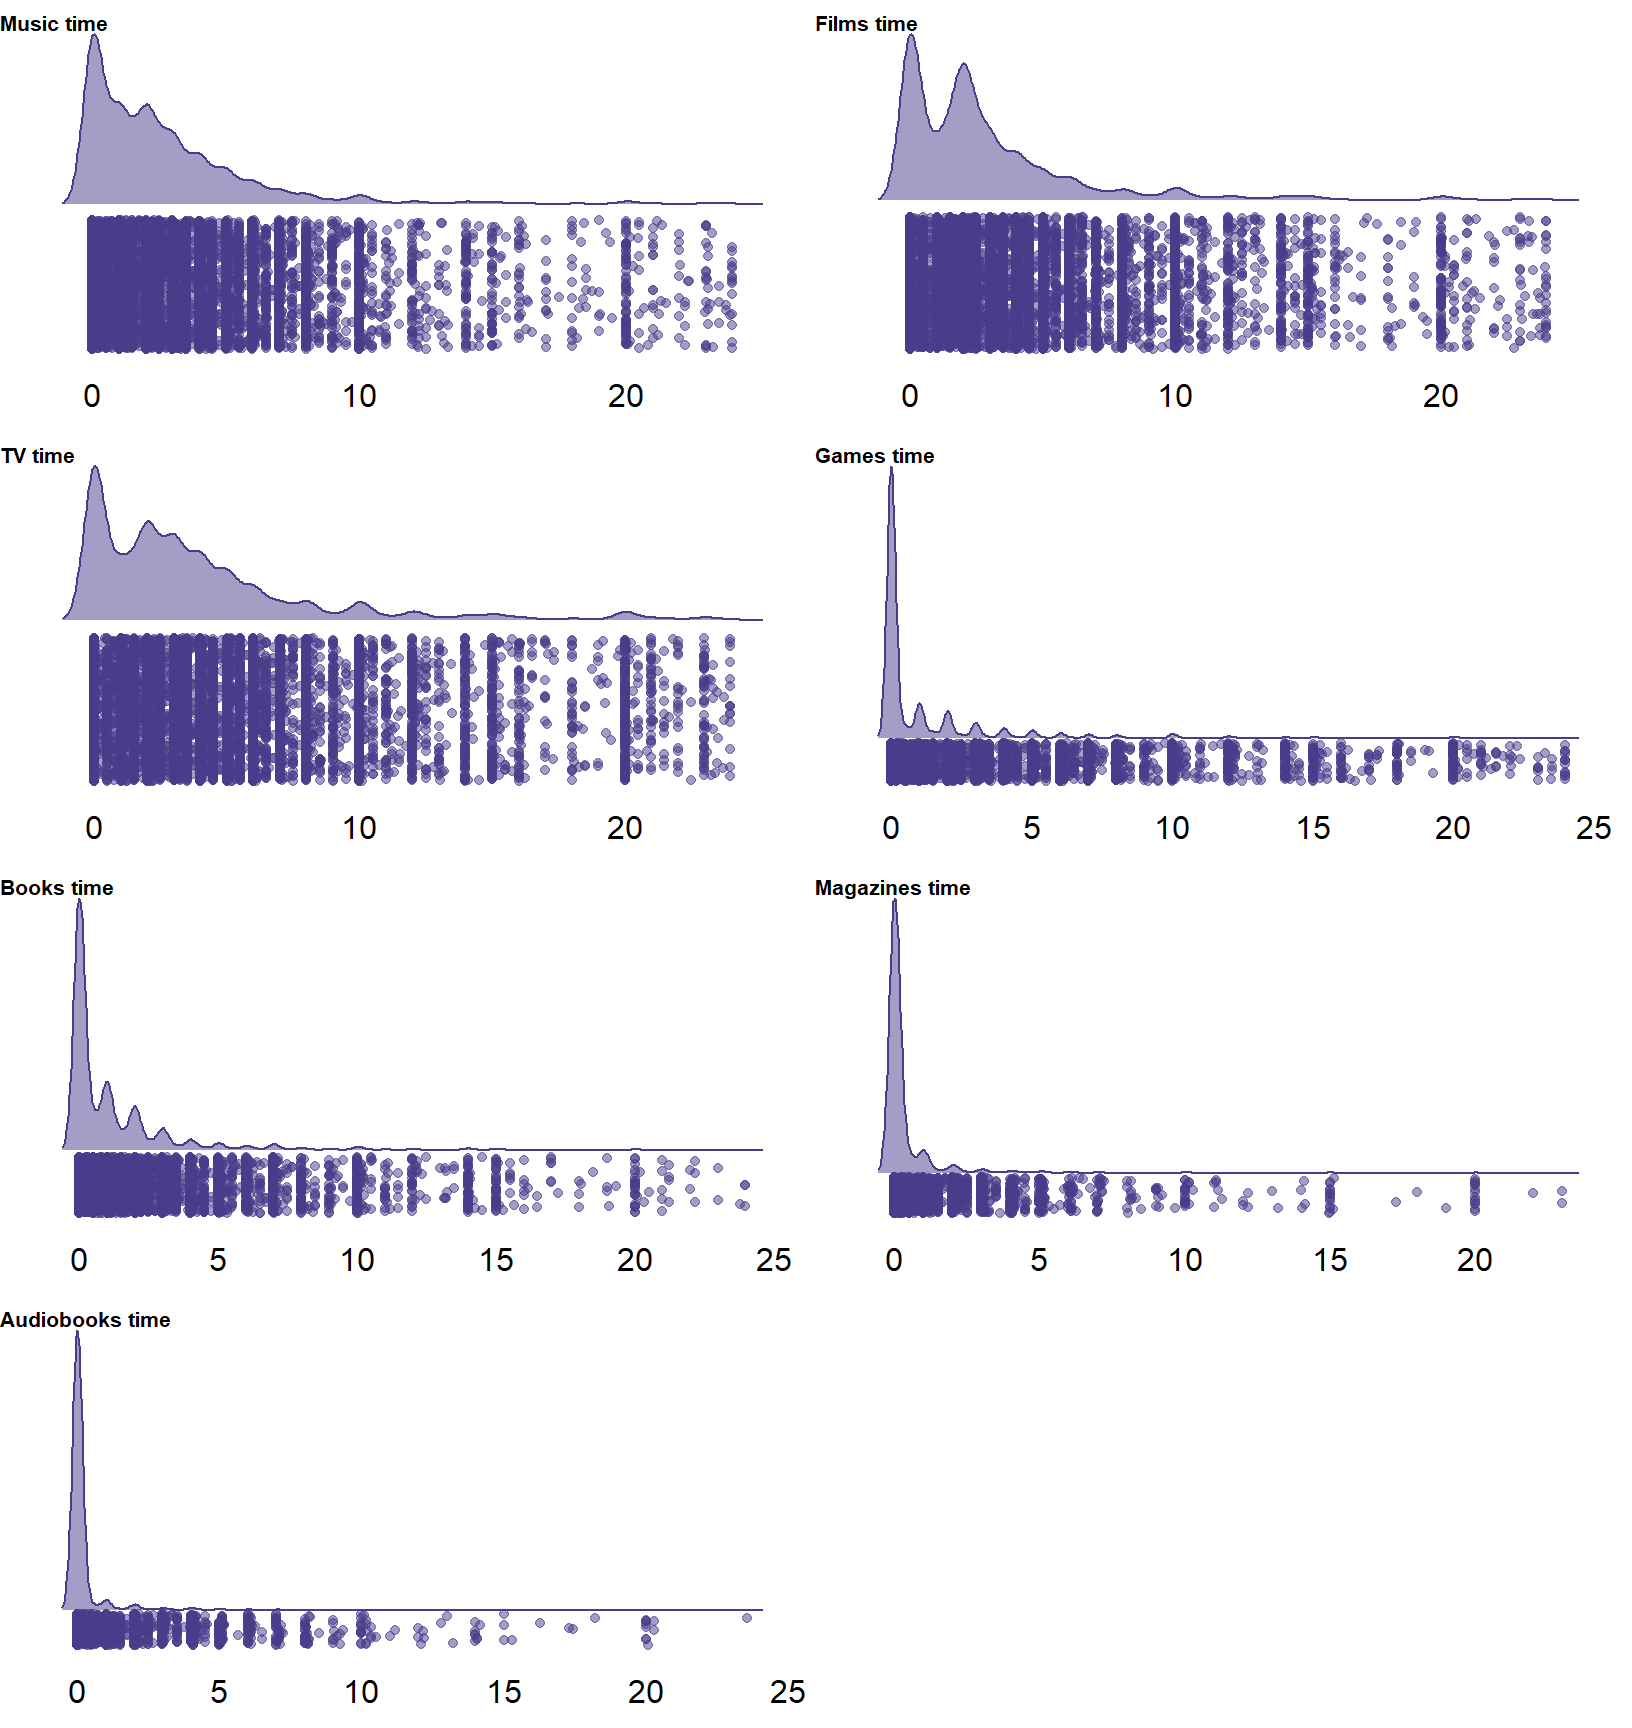 Music time
Films time
0 10 20
0 10 20
TV time
Games time
0 10 20
0 5 10 15 20 25
Books time
Magazines time
0 5 10 15 20 25
0 5 10 15 20
Audiobooks time
0 5 10 15 20 25